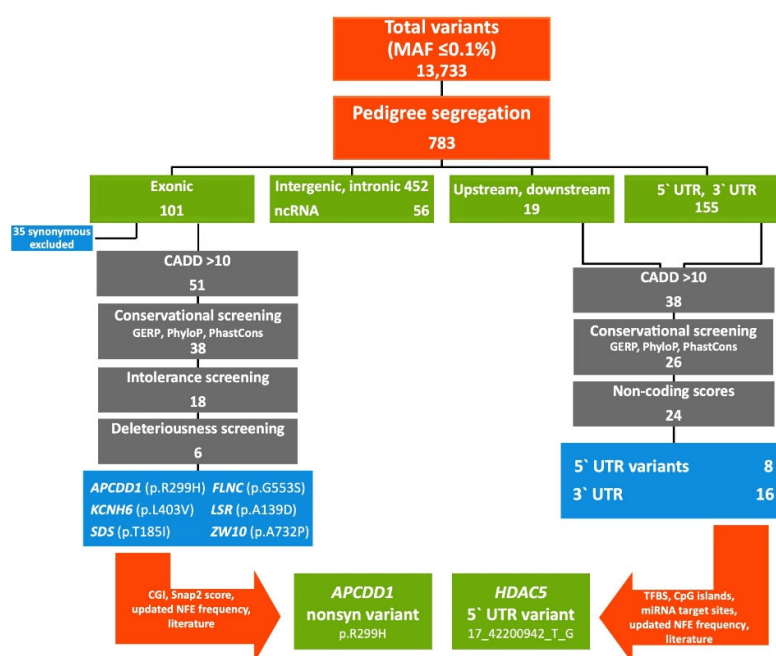 Total variants
(MAF ≤0.1%)
13,733
Pedigree segregation
783
Exonic
101
Intergenic, intronic 452
ncRNA 56
Upstream, downstream
19
5` UTR, 3` UTR
155
35 synonymous
excluded
CADD >10
51
Conservational screening
GERP, PhyloP, PhastCons
38
Intolerance screening
18
Deleteriousness screening
6
APCDD1 (p.R299H) FLNC (p.G553S)
KCNH6 (p.L403V) LSR (p.A139D)
SDS (p.T185I) ZW10 (p.A732P)
CADD >10
38
Conservational screening
GERP, PhyloP, PhastCons
26
Non-coding scores
24
5` UTR variants 8
3` UTR 16
CGI, Snap2 score,
updated NFE frequency,
literature
APCDD1
nonsyn variant
p.R299H
HDAC5
5` UTR variant
17_42200942_T_G
TFBS, CpG islands,
miRNA target sites,
updated NFE frequency,
literature